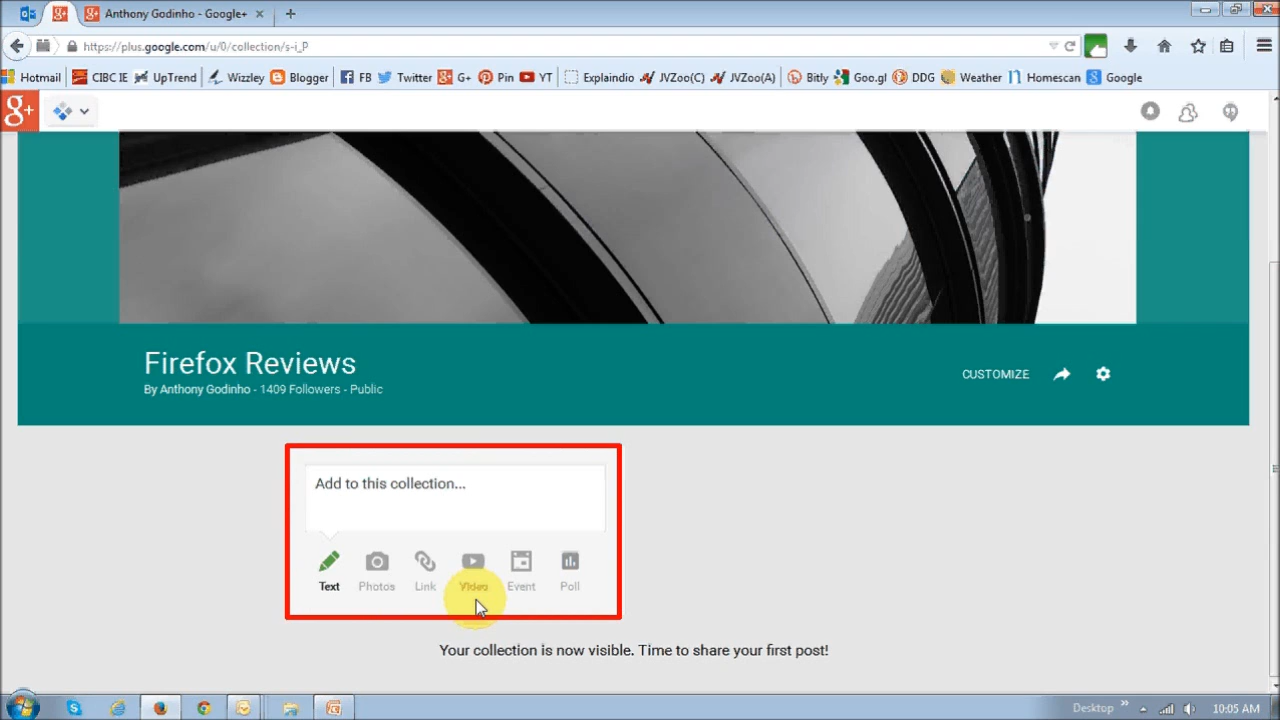 Anthony Godinho - Google+
https://plus.google.com/u/0/collection/s-i_P
Hotmail CIBC IE UpTrend Wizzley Blogger FB Twitter G+ Pin YT Explaindio JVZoo(C) JVZoo(A) Bitly Goo.gl DDG Weather Homescan Google
g+
Firefox Reviews
By Anthony Godinho - 1409 Followers - Public
CUSTOMIZE
Add to this collection...
Text Photos Link Video Event Poll
Your collection is now visible. Time to share your first post!
Desktop 10:05 AM